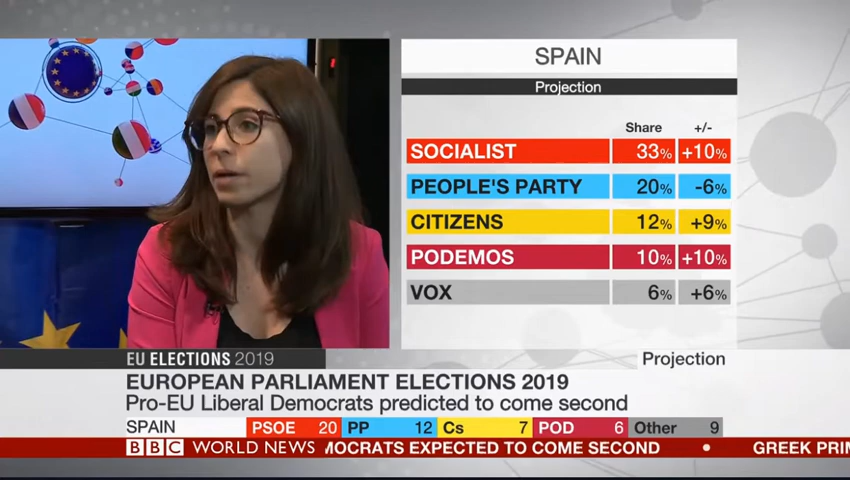 SPAIN
Projection
Share +/-
SOCIALIST 33% +10%
PEOPLE'S PARTY 20% -6%
CITIZENS 12% +9%
PODEMOS 10% +10%
VOX 6% +6%
EU ELECTIONS 2019 Projection
EUROPEAN PARLIAMENT ELECTIONS 2019
Pro-EU Liberal Democrats predicted to come second
SPAIN PSOE 20 PP 12 Cs 7 POD 6 Other 9
BBC WORLD NEWS MOCRATS EXPECTED TO COME SECOND • GREEK PRIM